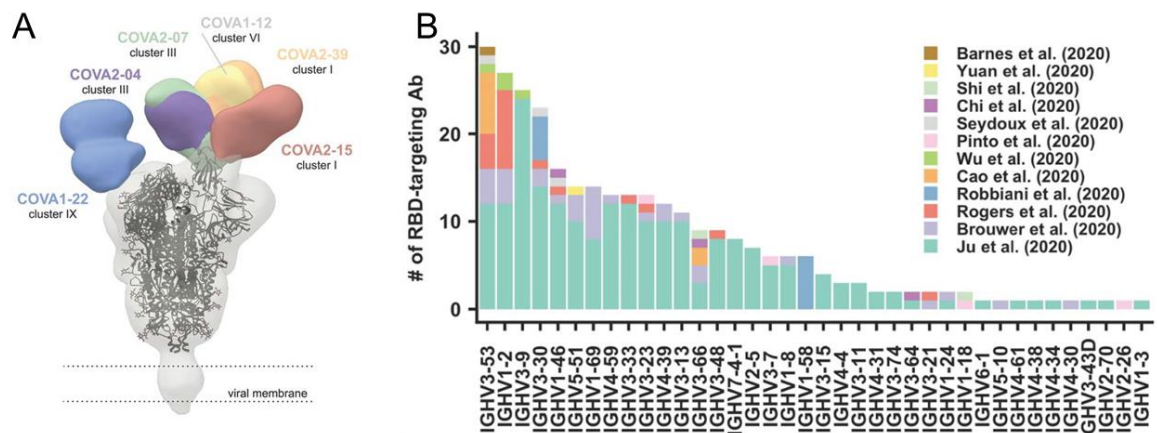 A
COVA1-12
cluster VI
COVA2-07
cluster III
COVA2-39
cluster I
COVA2-04
cluster III
COVA2-15
cluster I
COVA1-22
cluster IX
viral membrane
B
# of RBD-targeting Ab
30
20
10
0
Barnes et al. (2020)
Yuan et al. (2020)
Shi et al. (2020)
Chi et al. (2020)
Seydoux et al. (2020)
Pinto et al. (2020)
Wu et al. (2020)
Cao et al. (2020)
Robbiani et al. (2020)
Rogers et al. (2020)
Brouwer et al. (2020)
Ju et al. (2020)
IGHV3-53
IGHV1-2
IGHV3-9
IGHV3-30
IGHV1-46
IGHV5-51
IGHV1-69
IGHV4-59
IGHV3-33
IGHV3-23
IGHV4-39
IGHV3-13
IGHV3-66
IGHV3-48
IGHV7-4-1
IGHV2-5
IGHV3-7
IGHV1-8
IGHV1-58
IGHV3-15
IGHV4-4
IGHV3-11
IGHV4-31
IGHV3-74
IGHV3-64
IGHV3-21
IGHV1-24
IGHV1-18
IGHV6-1
IGHV5-10
IGHV4-61
IGHV4-38
IGHV4-34
IGHV4-30
GHV3-43D
IGHV2-70
IGHV2-26
IGHV1-3